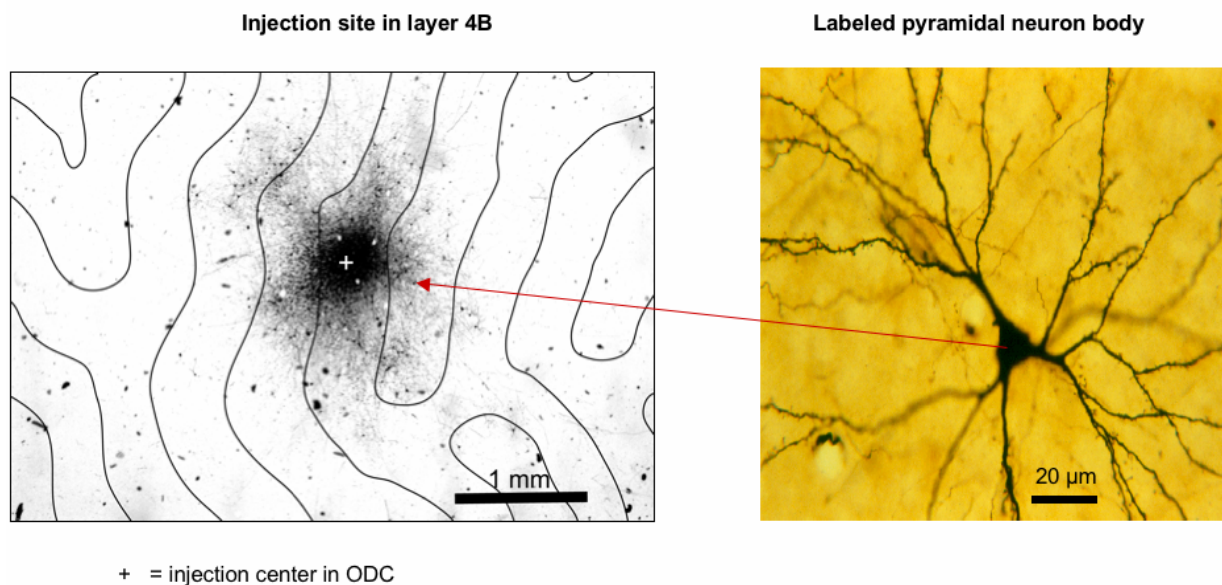 Injection site in layer 4B
Labeled pyramidal neuron body
1 mm
20 µm
+ = injection center in ODC